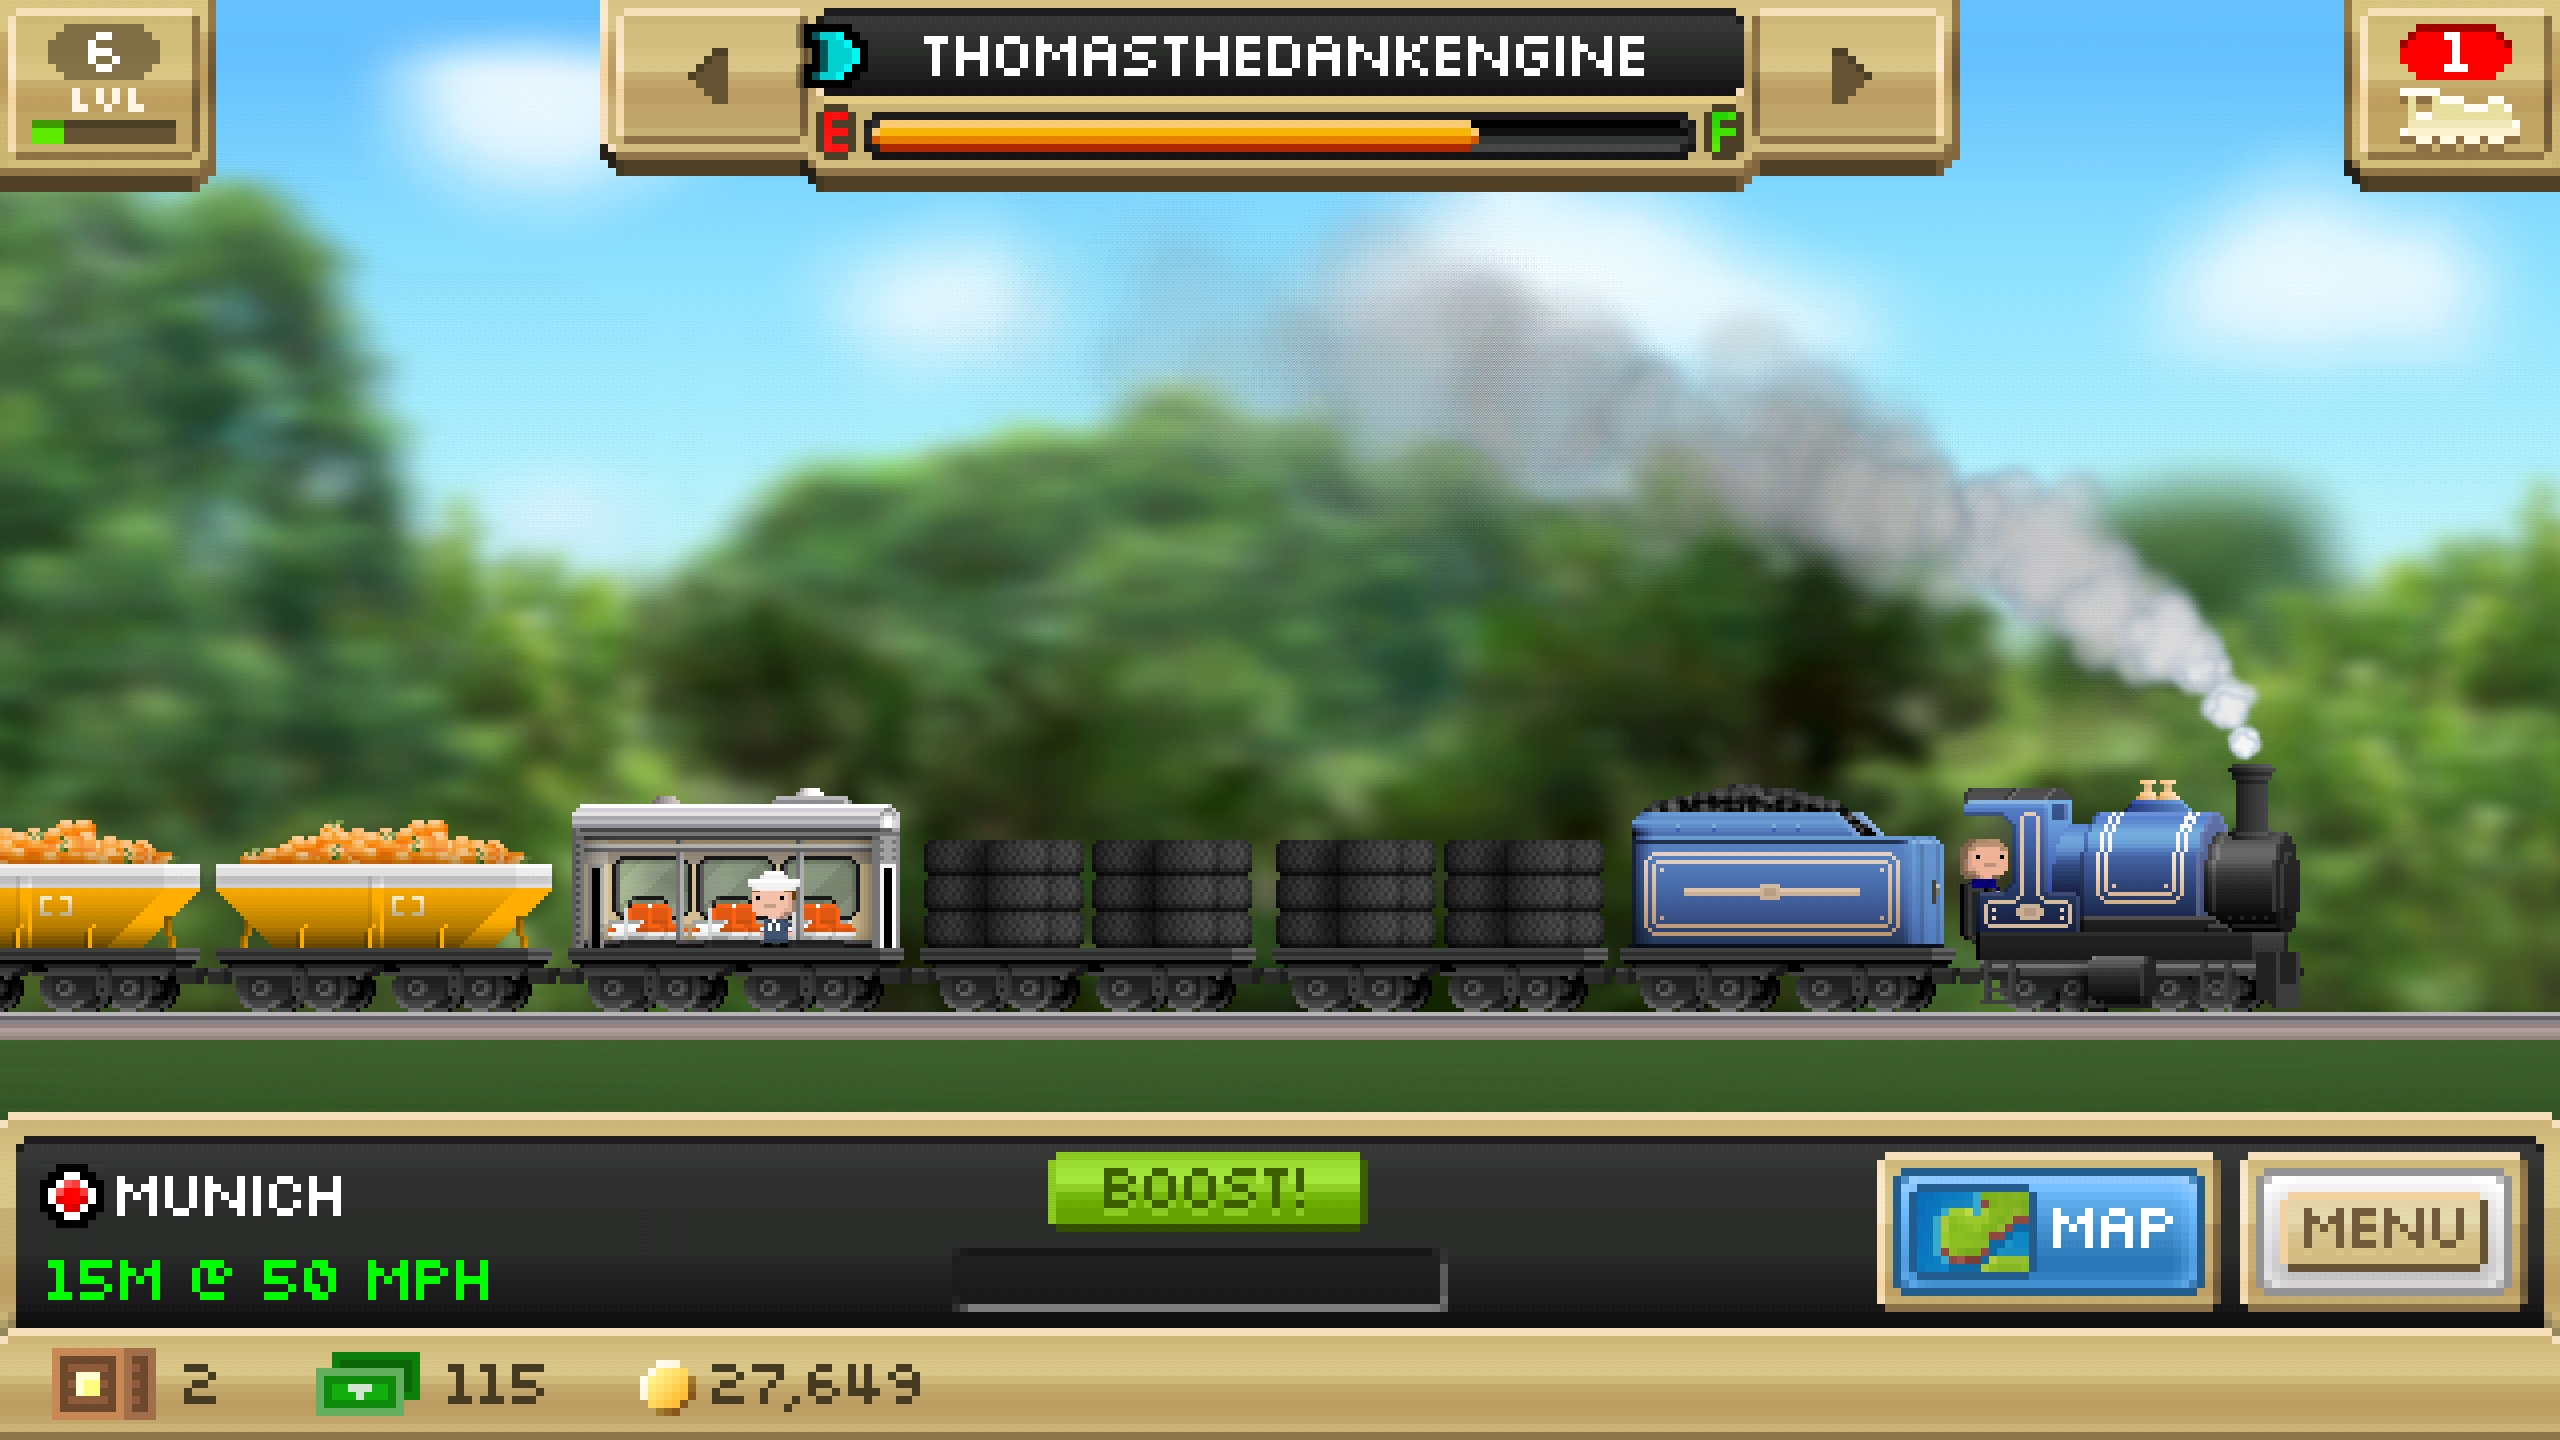 6
LVL
THOMASTHEDANKENGINE
E F
1
MUNICH
15M @ 50 MPH
BOOST!
MAP
MENU
2 115 27,649